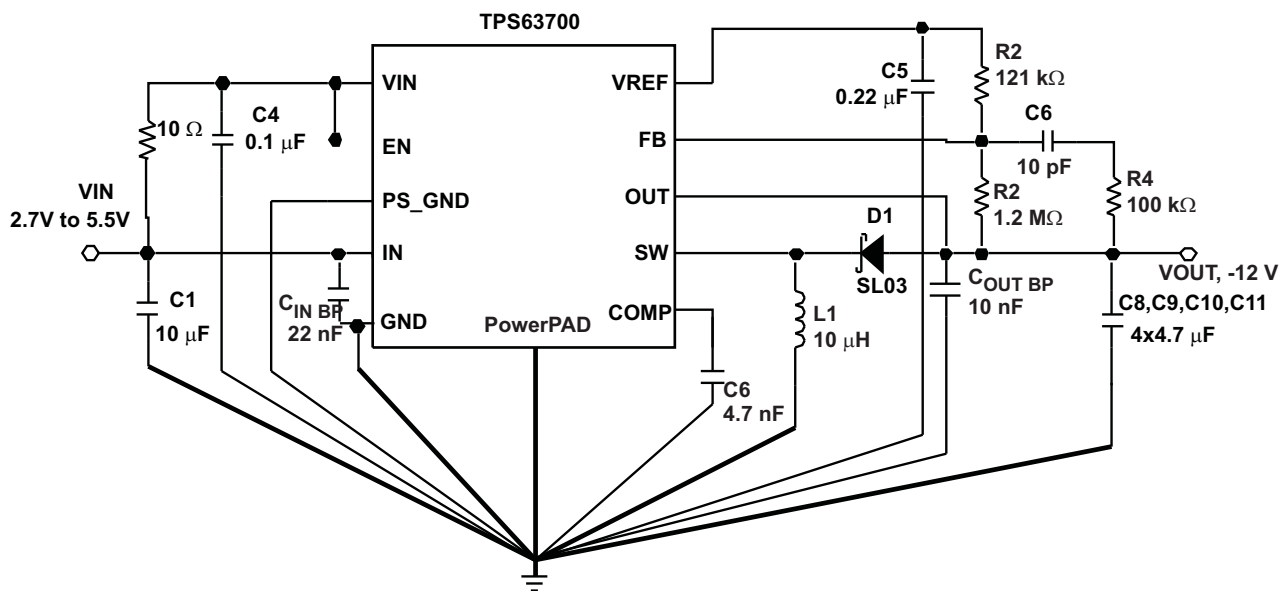 TPS63700
VIN
EN
PS_GND
IN
GND
PowerPAD
VREF
FB
OUT
SW
COMP
10 Ω
C4
0.1 μF
VIN
2.7V to 5.5V
C1
10 μF
C IN BP
22 nF
C5
0.22 μF
R2
121 kΩ
C6
10 pF
R2
1.2 MΩ
R4
100 kΩ
D1
SL03
VOUT, -12 V
C OUT BP
10 nF
C8,C9,C10,C11
4x4.7 μF
L1
10 μH
C6
4.7 nF